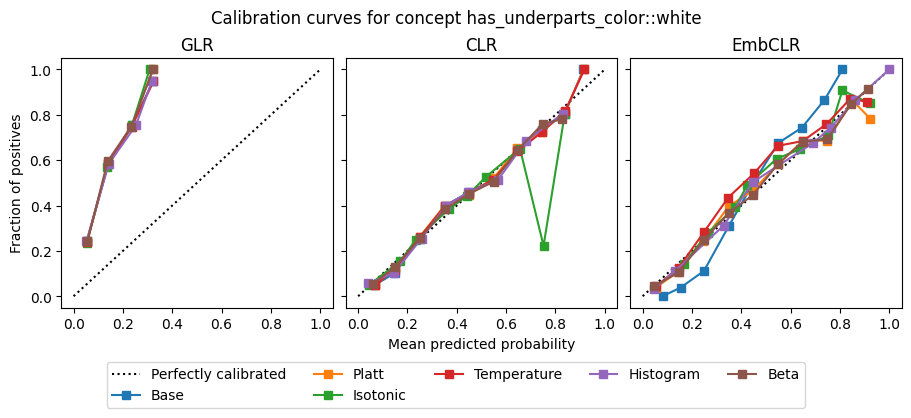 Calibration curves for concept has_underparts_color::white
GLR
CLR
EmbCLR
Fraction of positives
1.0
0.8
0.6
0.4
0.2
0.0
0.0 0.2 0.4 0.6 0.8 1.0
0.0 0.2 0.4 0.6 0.8 1.0
0.0 0.2 0.4 0.6 0.8 1.0
Mean predicted probability
Perfectly calibrated
Base
Platt
Isotonic
Temperature
Histogram
Beta